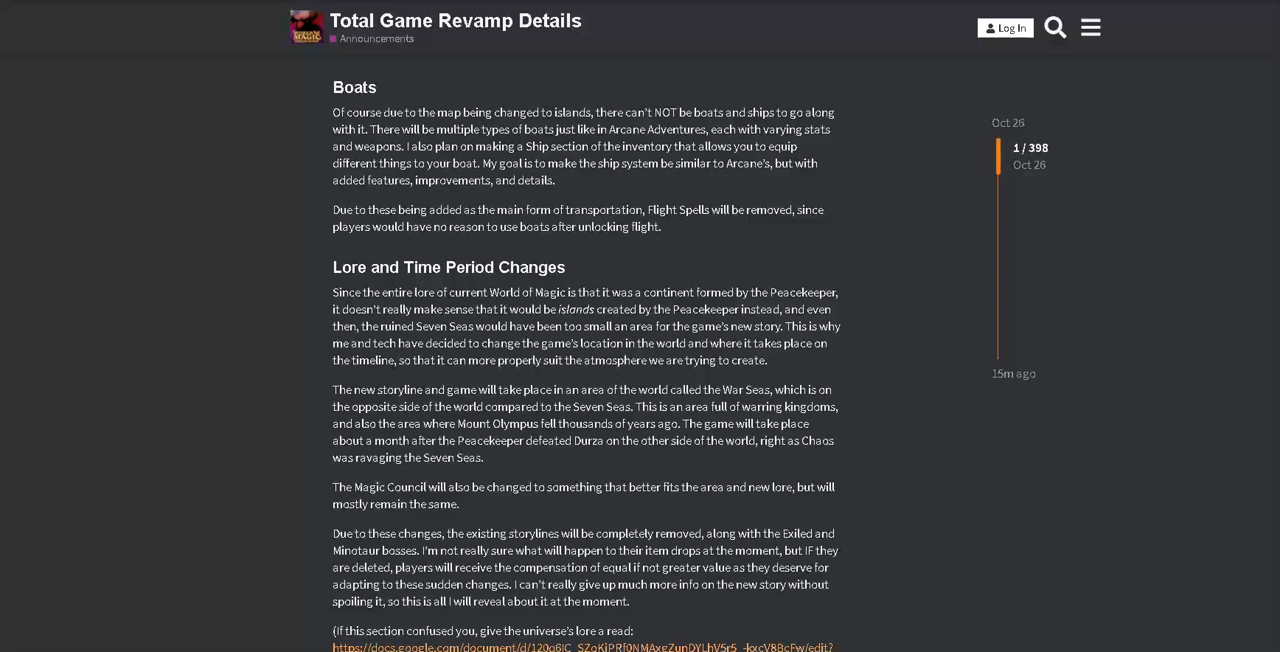 Total Game Revamp Details
Announcements
Log In
Boats
Of course due to the map being changed to islands, there can't NOT be boats and ships to go along
with it. There will be multiple types of boats just like in Arcane Adventures, each with varying stats
and weapons. I also plan on making a Ship section of the inventory that allows you to equip
different things to your boat. My goal is to make the ship system be similar to Arcane's, but with
added features, improvements, and details.
Due to these being added as the main form of transportation, Flight Spells will be removed, since
players would have no reason to use boats after unlocking flight.
Lore and Time Period Changes
Since the entire lore of current World of Magic is that it was a continent formed by the Peacekeeper,
it doesn't really make sense that it would be islands created by the Peacekeeper instead, and even
then, the ruined Seven Seas would have been too small an area for the game's new story. This is why
me and tech have decided to change the game's location in the world and where it takes place on
the timeline, so that it can more properly suit the atmosphere we are trying to create.
The new storyline and game will take place in an area of the world called the War Seas, which is on
the opposite side of the world compared to the Seven Seas. This is an area full of warring kingdoms,
and also the area where Mount Olympus fell thousands of years ago. The game will take place
about a month after the Peacekeeper defeated Durza on the other side of the world, right as Chaos
was ravaging the Seven Seas.
The Magic Council will also be changed to something that better fits the area and new lore, but will
mostly remain the same.
Due to these changes, the existing storylines will be completely removed, along with the Exiled and
Minotaur bosses. I'm not really sure what will happen to their item drops at the moment, but IF they
are deleted, players will receive the compensation of equal if not greater value as they deserve for
adapting to these sudden changes. I can't really give up much more info on the new story without
spoiling it, so this is all I will reveal about it at the moment.
(If this section confused you, give the universe's lore a read:
Oct 26
1 / 398
Oct 26
15m ago